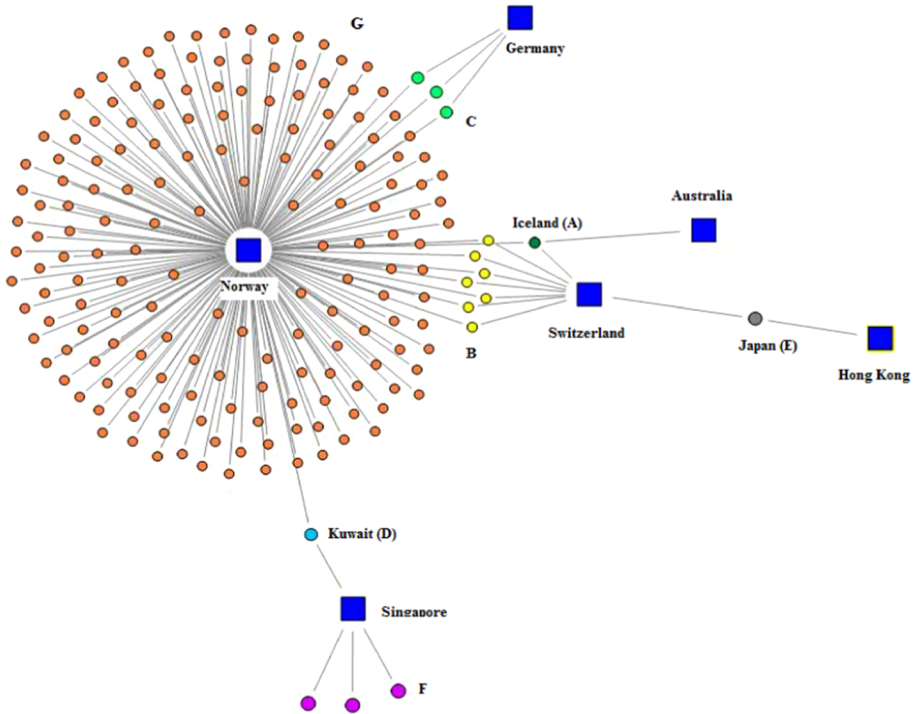 G
Germany
C
Australia
Iceland (A)
Norway
Switzerland
B
Japan (E)
Hong Kong
Kuwait (D)
Singapore
F